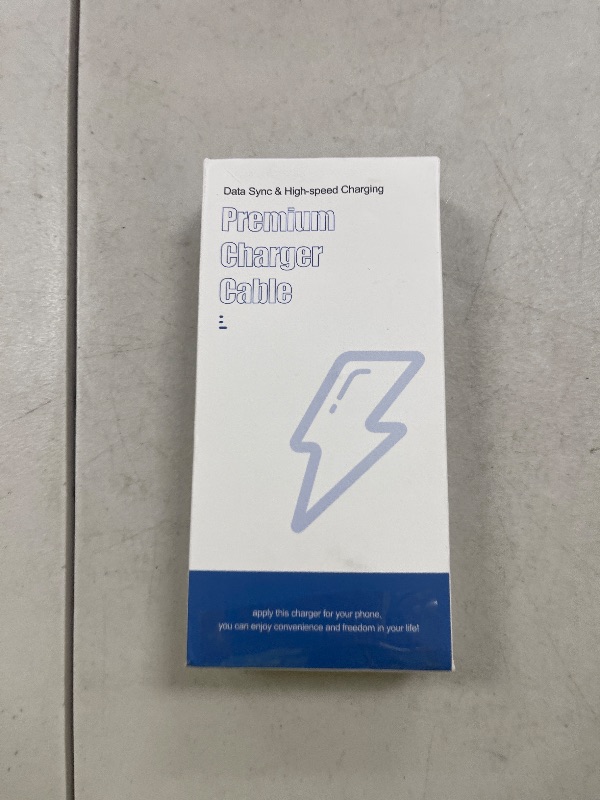 Data Sync & High-speed Charging
Premium
Charger
Cable
apply this charger for your phone,
you can enjoy convenience and freedom in your life!